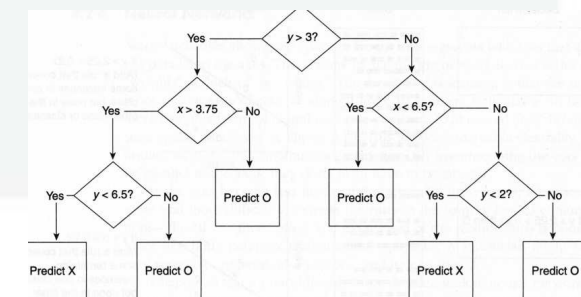 y > 3?
Yes
No
x > 3.75
Yes
No
x < 6.5?
Yes
No
y < 6.5?
Yes
No
Predict O
Predict O
y < 2?
Yes
No
Predict X
Predict O
Predict X
Predict O